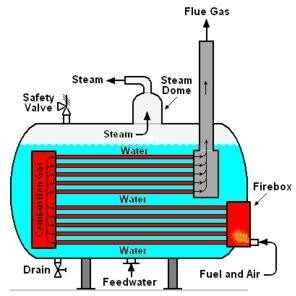 Flue Gas
Steam
Steam
Dome
Safety
Valve
Steam
Water
Combustion Gas
Water
Firebox
Water
Drain
Feedwater
Fuel and Air